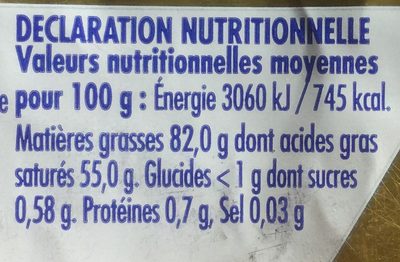 DECLARATION NUTRITIONNELLE
Valeurs nutritionnelles moyennes
e pour 100 g : Énergie 3060 kJ / 745 kcal.
Matières grasses 82,0 g dont acides gras
saturés 55,0 g. Glucides < 1 g dont sucres
0,58 g. Protéines 0,7 g, Sel 0,03 g